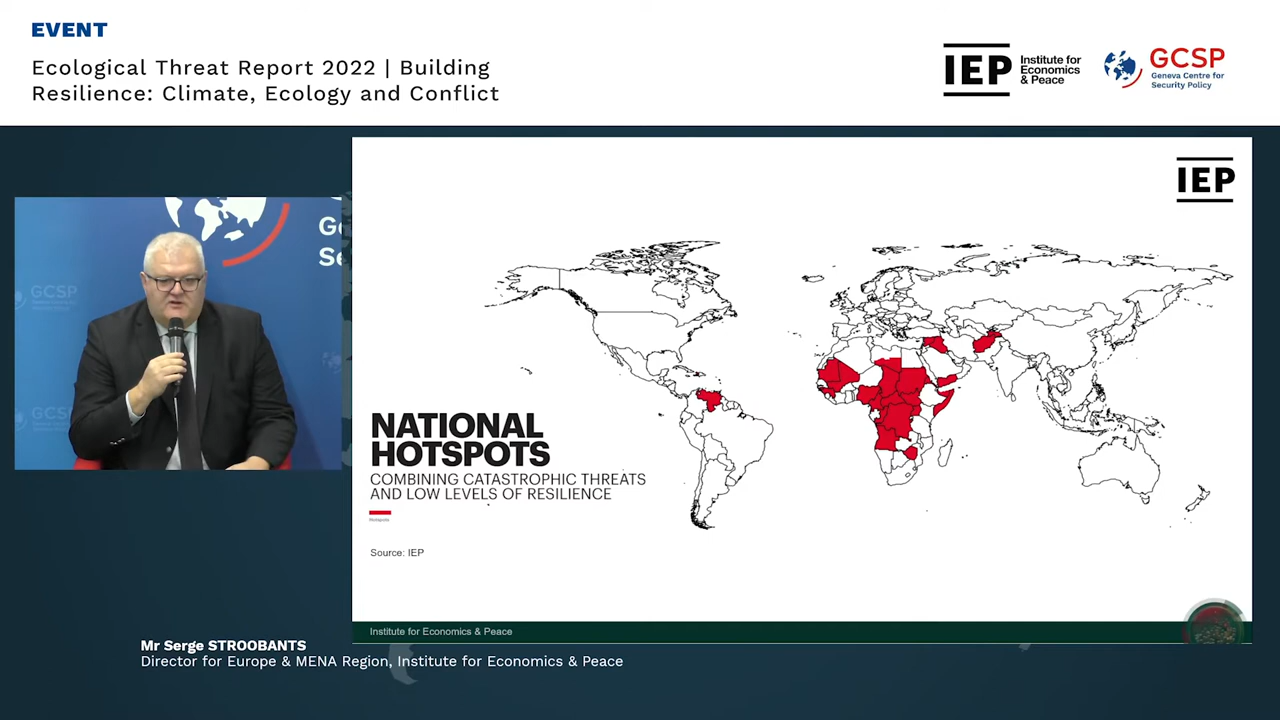 EVENT
Ecological Threat Report 2022 | Building
Resilience: Climate, Ecology and Conflict
IEP
Institute for
Economics
& Peace
GCSP
Geneva Centre for
Security Policy
IEP
GCSP
NATIONAL
HOTSPOTS
COMBINING CATASTROPHIC THREATS
AND LOW LEVELS OF RESILIENCE
Hotspots
Source: IEP
Institute for Economics & Peace
Mr Serge STROOBANTS
Director for Europe & MENA Region, Institute for Economics & Peace